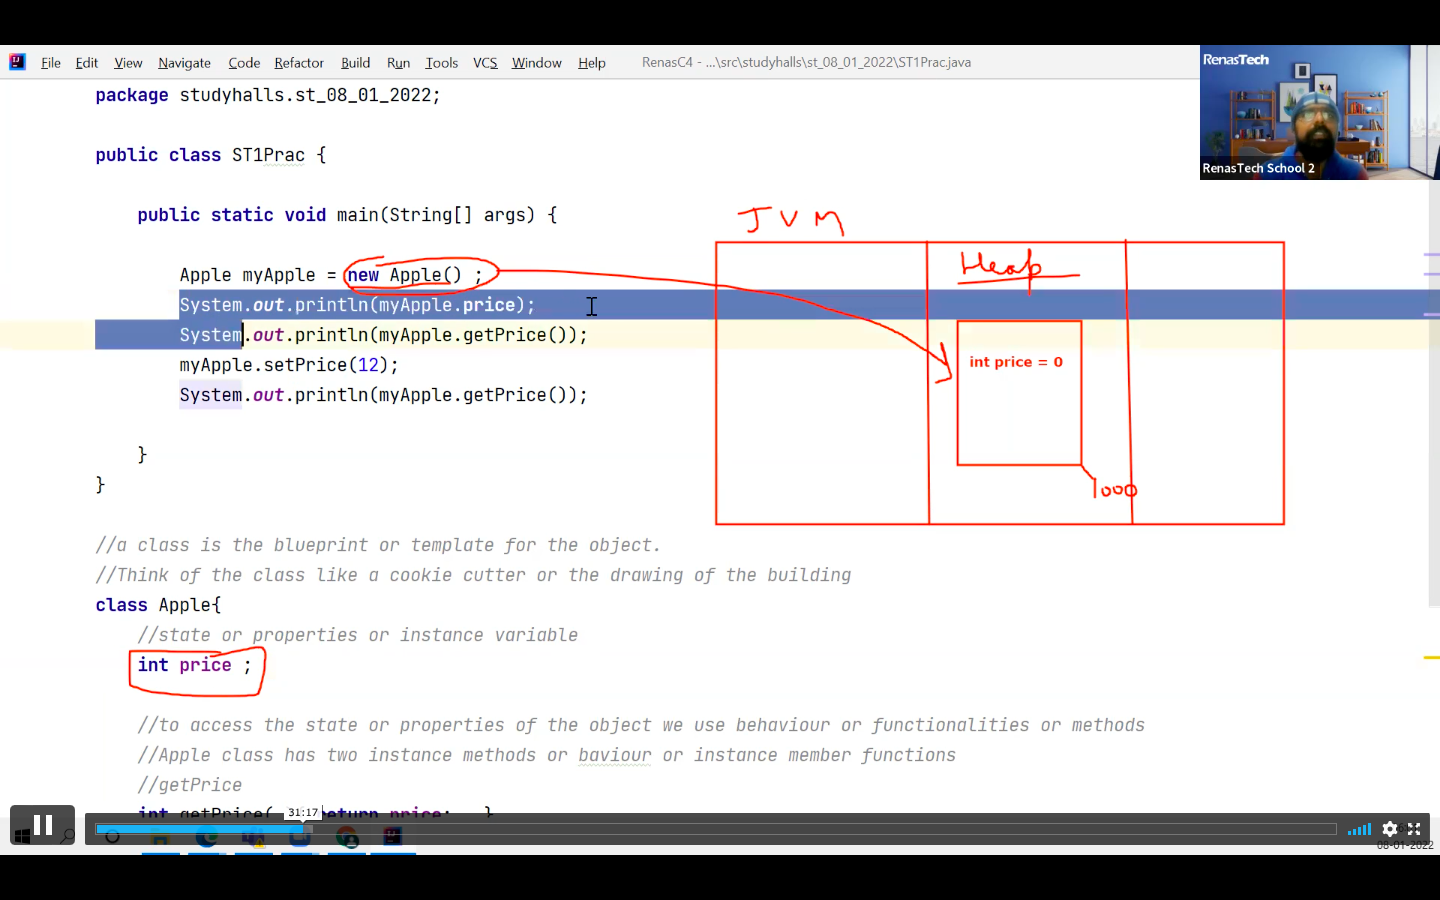 File Edit View Navigate Code Refactor Build Run Tools VCS Window Help RenasC4 - ...\src\studyhalls\st_08_01_2022\ST1Prac.java
RenasTech
RenasTech School 2
package studyhalls.st_08_01_2022;
public class ST1Prac {
public static void main(String[] args) {
Apple myApple = new Apple() ;
System.out.println(myApple.price);
System.out.println(myApple.getPrice());
myApple.setPrice(12);
System.out.println(myApple.getPrice());
}
}
JVM
Heap
int price = 0
1000
//a class is the blueprint or template for the object.
//Think of the class like a cookie cutter or the drawing of the building
class Apple{
//state or properties or instance variable
int price ;
//to access the state or properties of the object we use behaviour or functionalities or methods
//Apple class has two instance methods or baviour or instance member functions
//getPrice
int getPrice( return price; }
31:17
08-01-2022